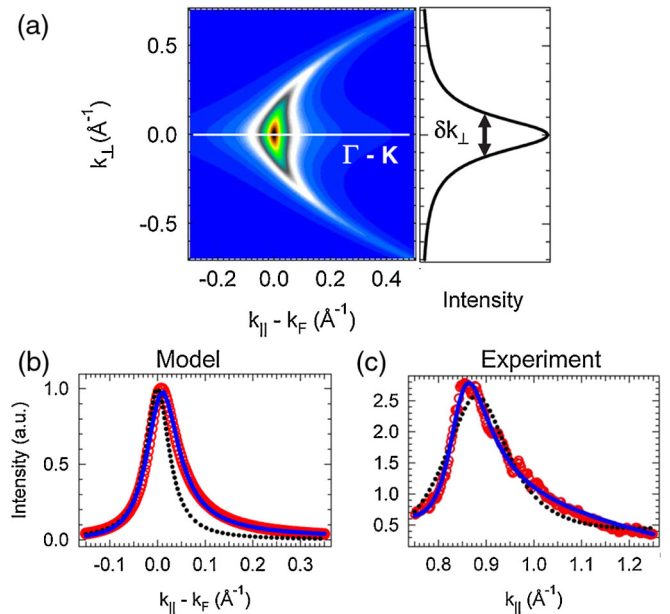 (a)
0.5
0.0
-0.5
k⊥(Å⁻¹)
Γ - K
δk⊥
-0.2 0.0 0.2 0.4
k|| - kF (Å⁻¹)
Intensity
(b) Model
1.0
0.5
0.0
Intensity (a.u.)
-0.1 0.0 0.1 0.2 0.3
k|| - kF (Å⁻¹)
(c) Experiment
2.5
2.0
1.5
1.0
0.5
0.8 0.9 1.0 1.1 1.2
k|| (Å⁻¹)